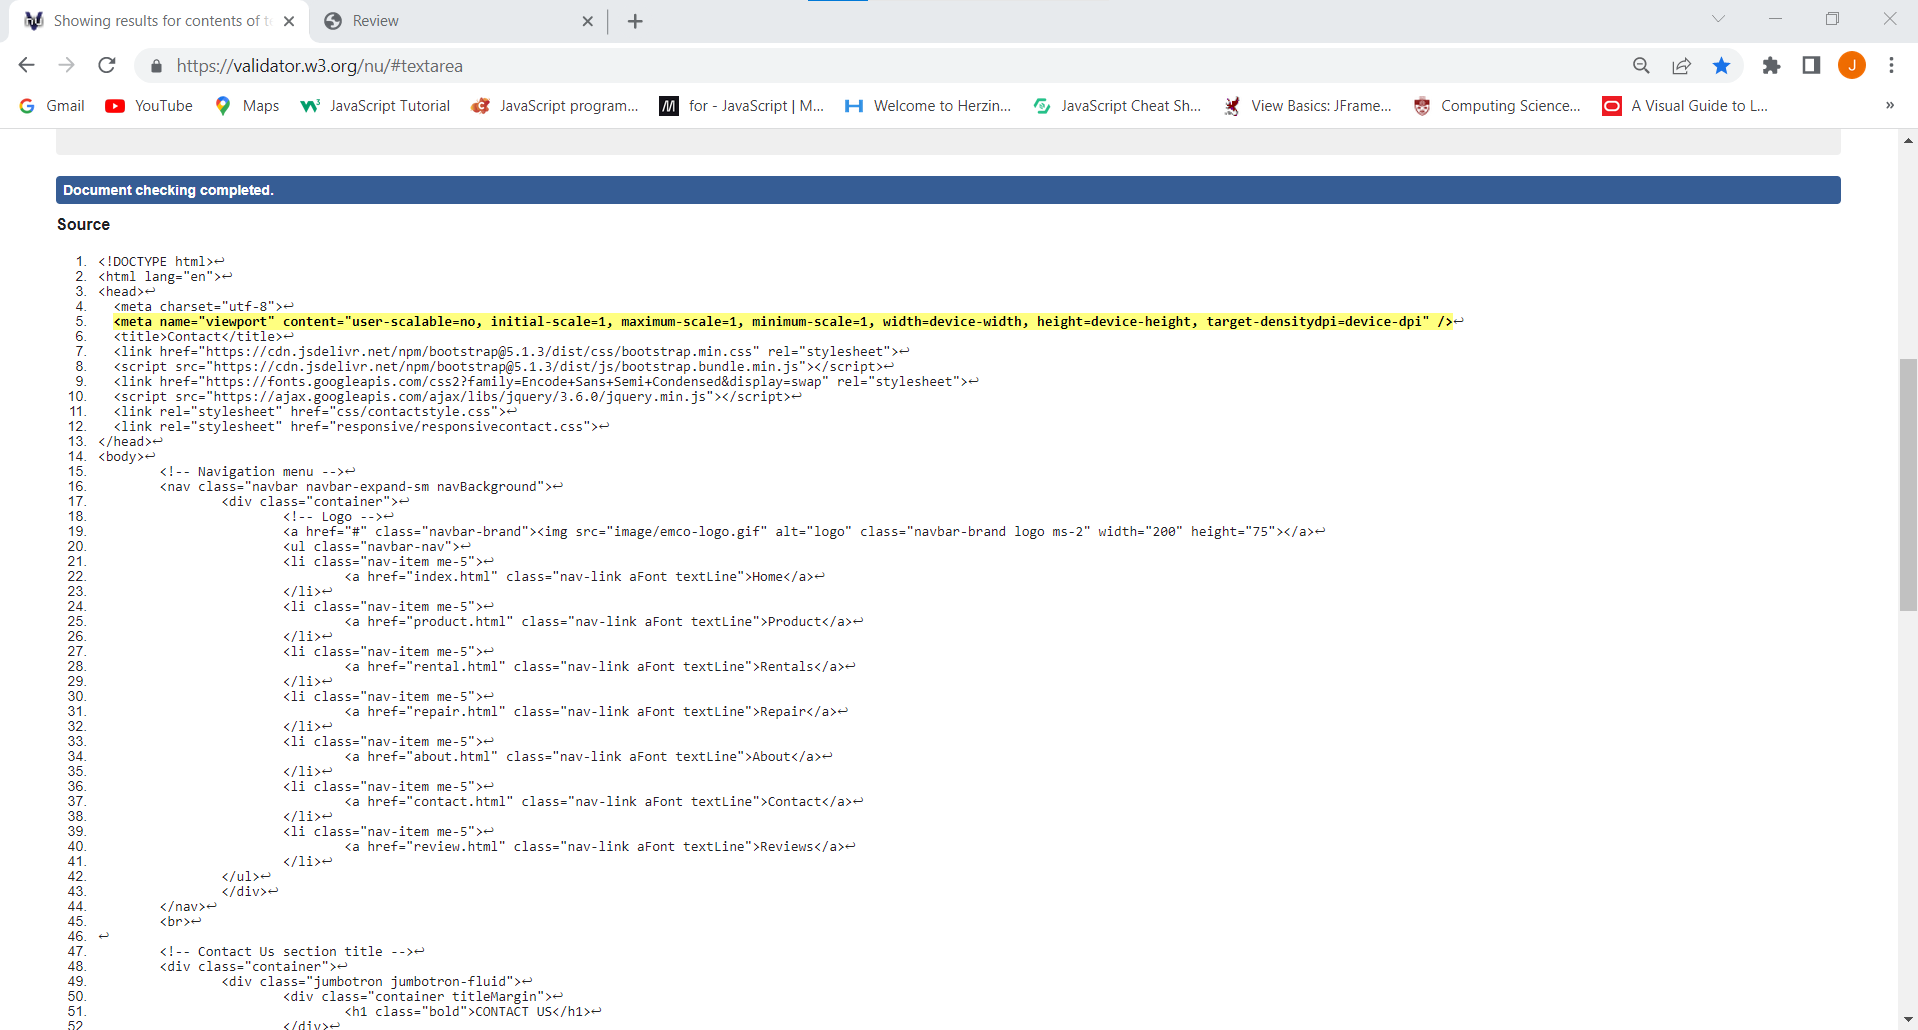 Showing results for contents of t
Review
https://validator.w3.org/nu/#textarea
J
Gmail YouTube Maps JavaScript Tutorial JavaScript program... for - JavaScript | M... Welcome to Herzin... JavaScript Cheat Sh... View Basics: JFrame... Computing Science... A Visual Guide to L... »
Document checking completed.
Source
1. <!DOCTYPE html>↩
2. <html lang="en">↩
3. <head>↩
4. <meta charset="utf-8">↩
5. <meta name="viewport" content="user-scalable=no, initial-scale=1, maximum-scale=1, minimum-scale=1, width=device-width, height=device-height, target-densitydpi=device-dpi" />↩
6. <title>Contact</title>↩
7. <link href="https://cdn.jsdelivr.net/npm/bootstrap@5.1.3/dist/css/bootstrap.min.css" rel="stylesheet">↩
8. <script src="https://cdn.jsdelivr.net/npm/bootstrap@5.1.3/dist/js/bootstrap.bundle.min.js"></script>↩
9. <link href="https://fonts.googleapis.com/css2?family=Encode+Sans+Semi+Condensed&display=swap" rel="stylesheet">↩
10. <script src="https://ajax.googleapis.com/ajax/libs/jquery/3.6.0/jquery.min.js"></script>↩
11. <link rel="stylesheet" href="css/contactstyle.css">↩
12. <link rel="stylesheet" href="responsive/responsivecontact.css">↩
13. </head>↩
14. <body>↩
15. <!-- Navigation menu -->↩
16. <nav class="navbar navbar-expand-sm navBackground">↩
17. <div class="container">↩
18. <!-- Logo -->↩
19. <a href="#" class="navbar-brand"><img src="image/emco-logo.gif" alt="logo" class="navbar-brand logo ms-2" width="200" height="75"></a>↩
20. <ul class="navbar-nav">↩
21. <li class="nav-item me-5">↩
22. <a href="index.html" class="nav-link aFont textLine">Home</a>↩
23. </li>↩
24. <li class="nav-item me-5">↩
25. <a href="product.html" class="nav-link aFont textLine">Product</a>↩
26. </li>↩
27. <li class="nav-item me-5">↩
28. <a href="rental.html" class="nav-link aFont textLine">Rentals</a>↩
29. </li>↩
30. <li class="nav-item me-5">↩
31. <a href="repair.html" class="nav-link aFont textLine">Repair</a>↩
32. </li>↩
33. <li class="nav-item me-5">↩
34. <a href="about.html" class="nav-link aFont textLine">About</a>↩
35. </li>↩
36. <li class="nav-item me-5">↩
37. <a href="contact.html" class="nav-link aFont textLine">Contact</a>↩
38. </li>↩
39. <li class="nav-item me-5">↩
40. <a href="review.html" class="nav-link aFont textLine">Reviews</a>↩
41. </li>↩
42. </ul>↩
43. </div>↩
44. </nav>↩
45. <br>↩
46. ↩
47. <!-- Contact Us section title -->↩
48. <div class="container">↩
49. <div class="jumbotron jumbotron-fluid">↩
50. <div class="container titleMargin">↩
51. <h1 class="bold">CONTACT US</h1>↩
52. </div>↩